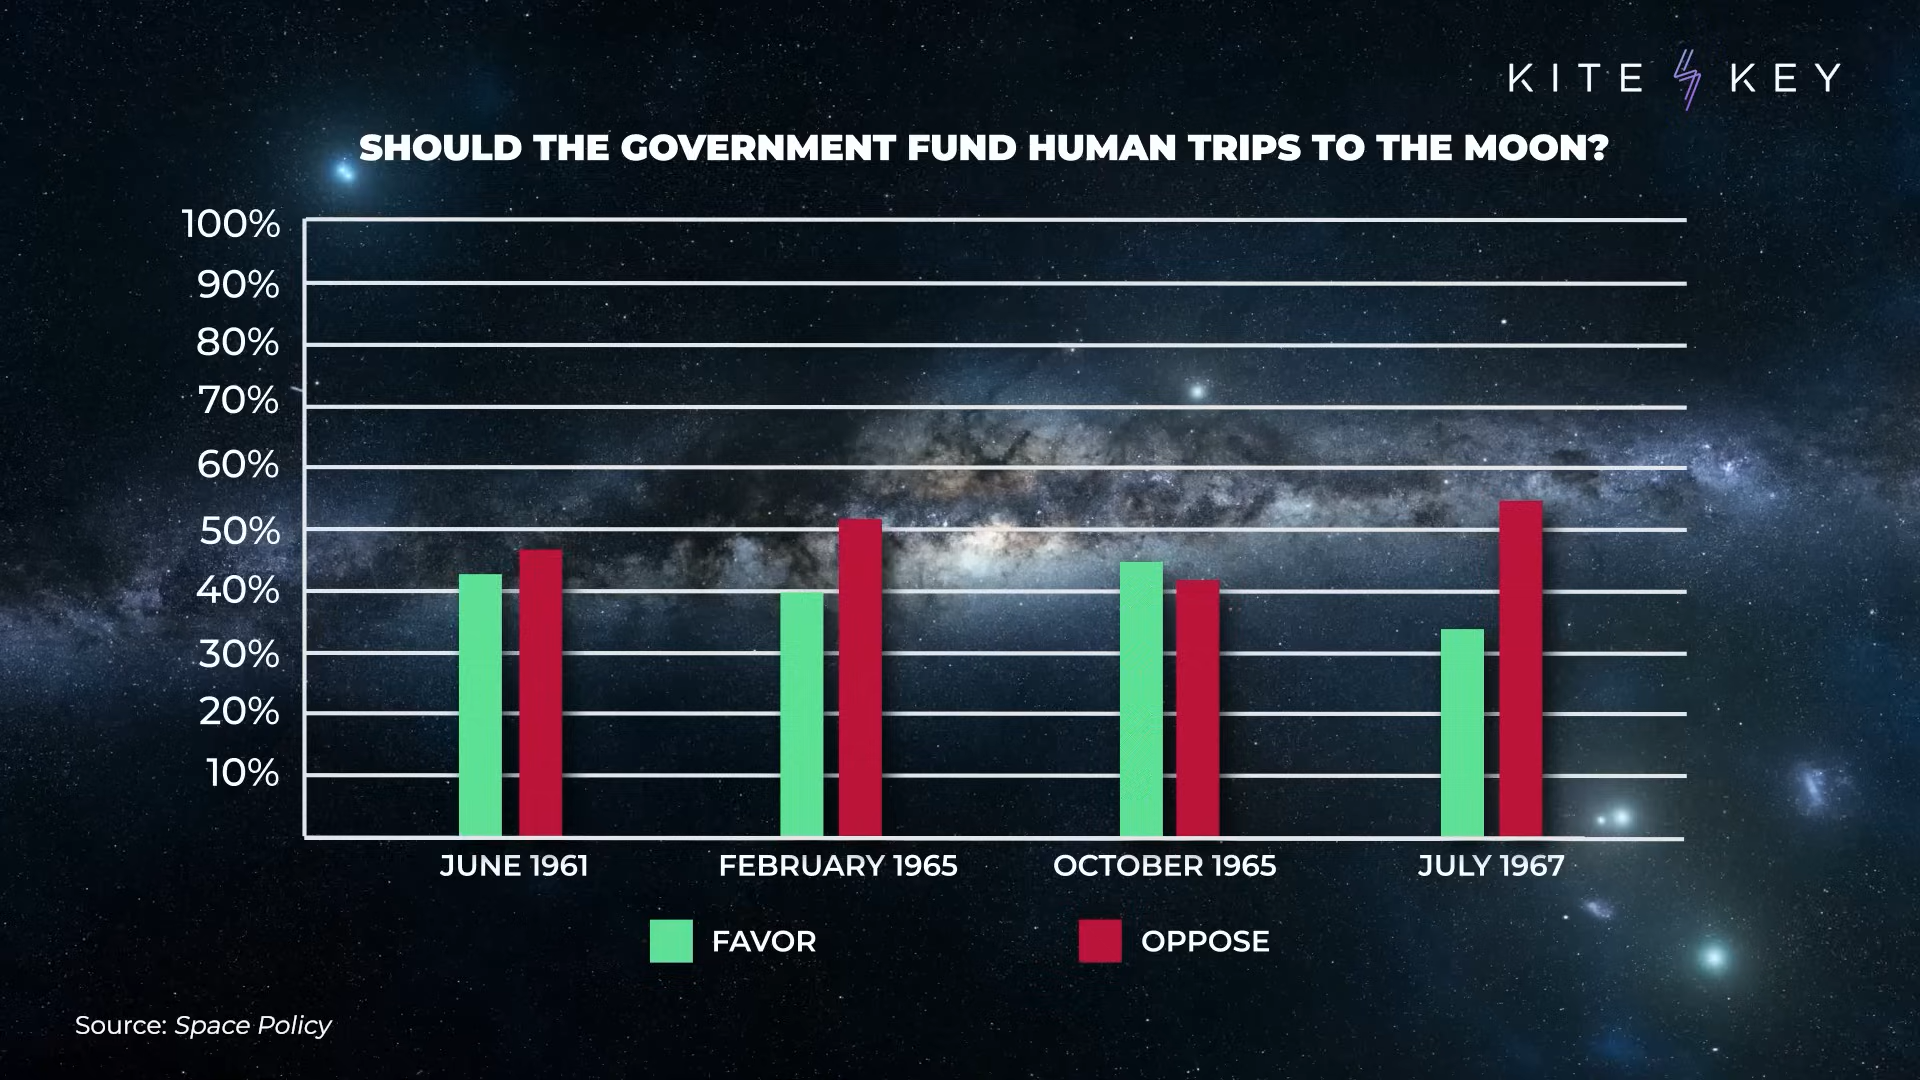 KITE KEY
SHOULD THE GOVERNMENT FUND HUMAN TRIPS TO THE MOON?
100%
90%
80%
70%
60%
50%
40%
30%
20%
10%
JUNE 1961
FEBRUARY 1965
OCTOBER 1965
JULY 1967
FAVOR
OPPOSE
Source: Space Policy